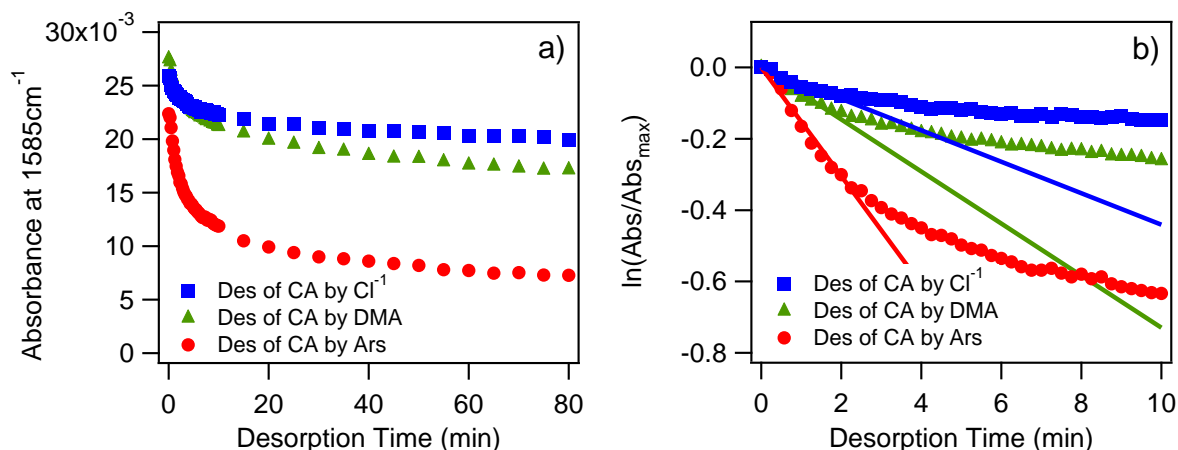 a)
30x10⁻³
25
20
15
10
5
0
Absorbance at 1585cm⁻¹
Des of CA by Cl⁻¹
Des of CA by DMA
Des of CA by Ars
0 20 40 60 80
Desorption Time (min)
b)
0.0
-0.2
-0.4
-0.6
-0.8
ln(Abs/Absₘₐₓ)
Des of CA by Cl⁻¹
Des of CA by DMA
Des of CA by Ars
0 2 4 6 8 10
Desorption Time (min)